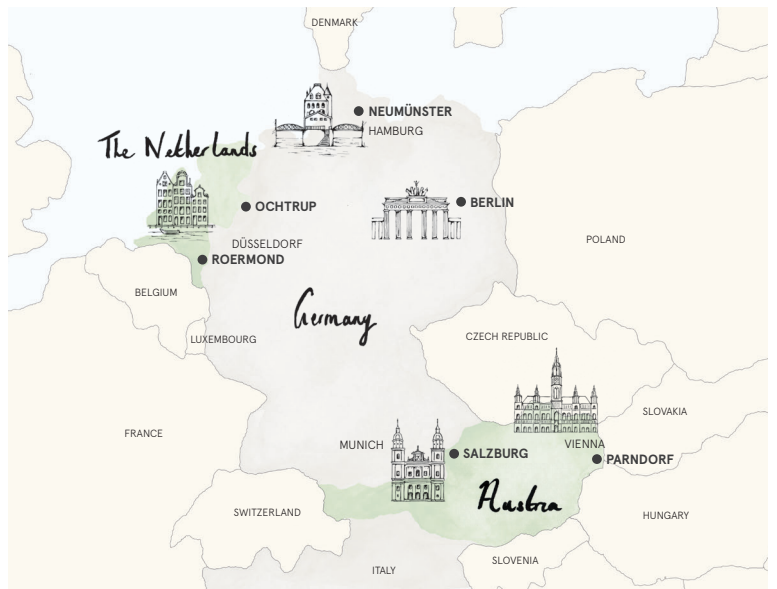 DENMARK
NEUMÜNSTER
HAMBURG
The Netherlands
OCHTRUP
BERLIN
DÜSSELDORF
ROERMOND
POLAND
BELGIUM
Germany
LUXEMBOURG
CZECH REPUBLIC
SLOVAKIA
FRANCE
MUNICH
VIENNA
SALZBURG
PARNDORF
Austria
SWITZERLAND
HUNGARY
SLOVENIA
ITALY